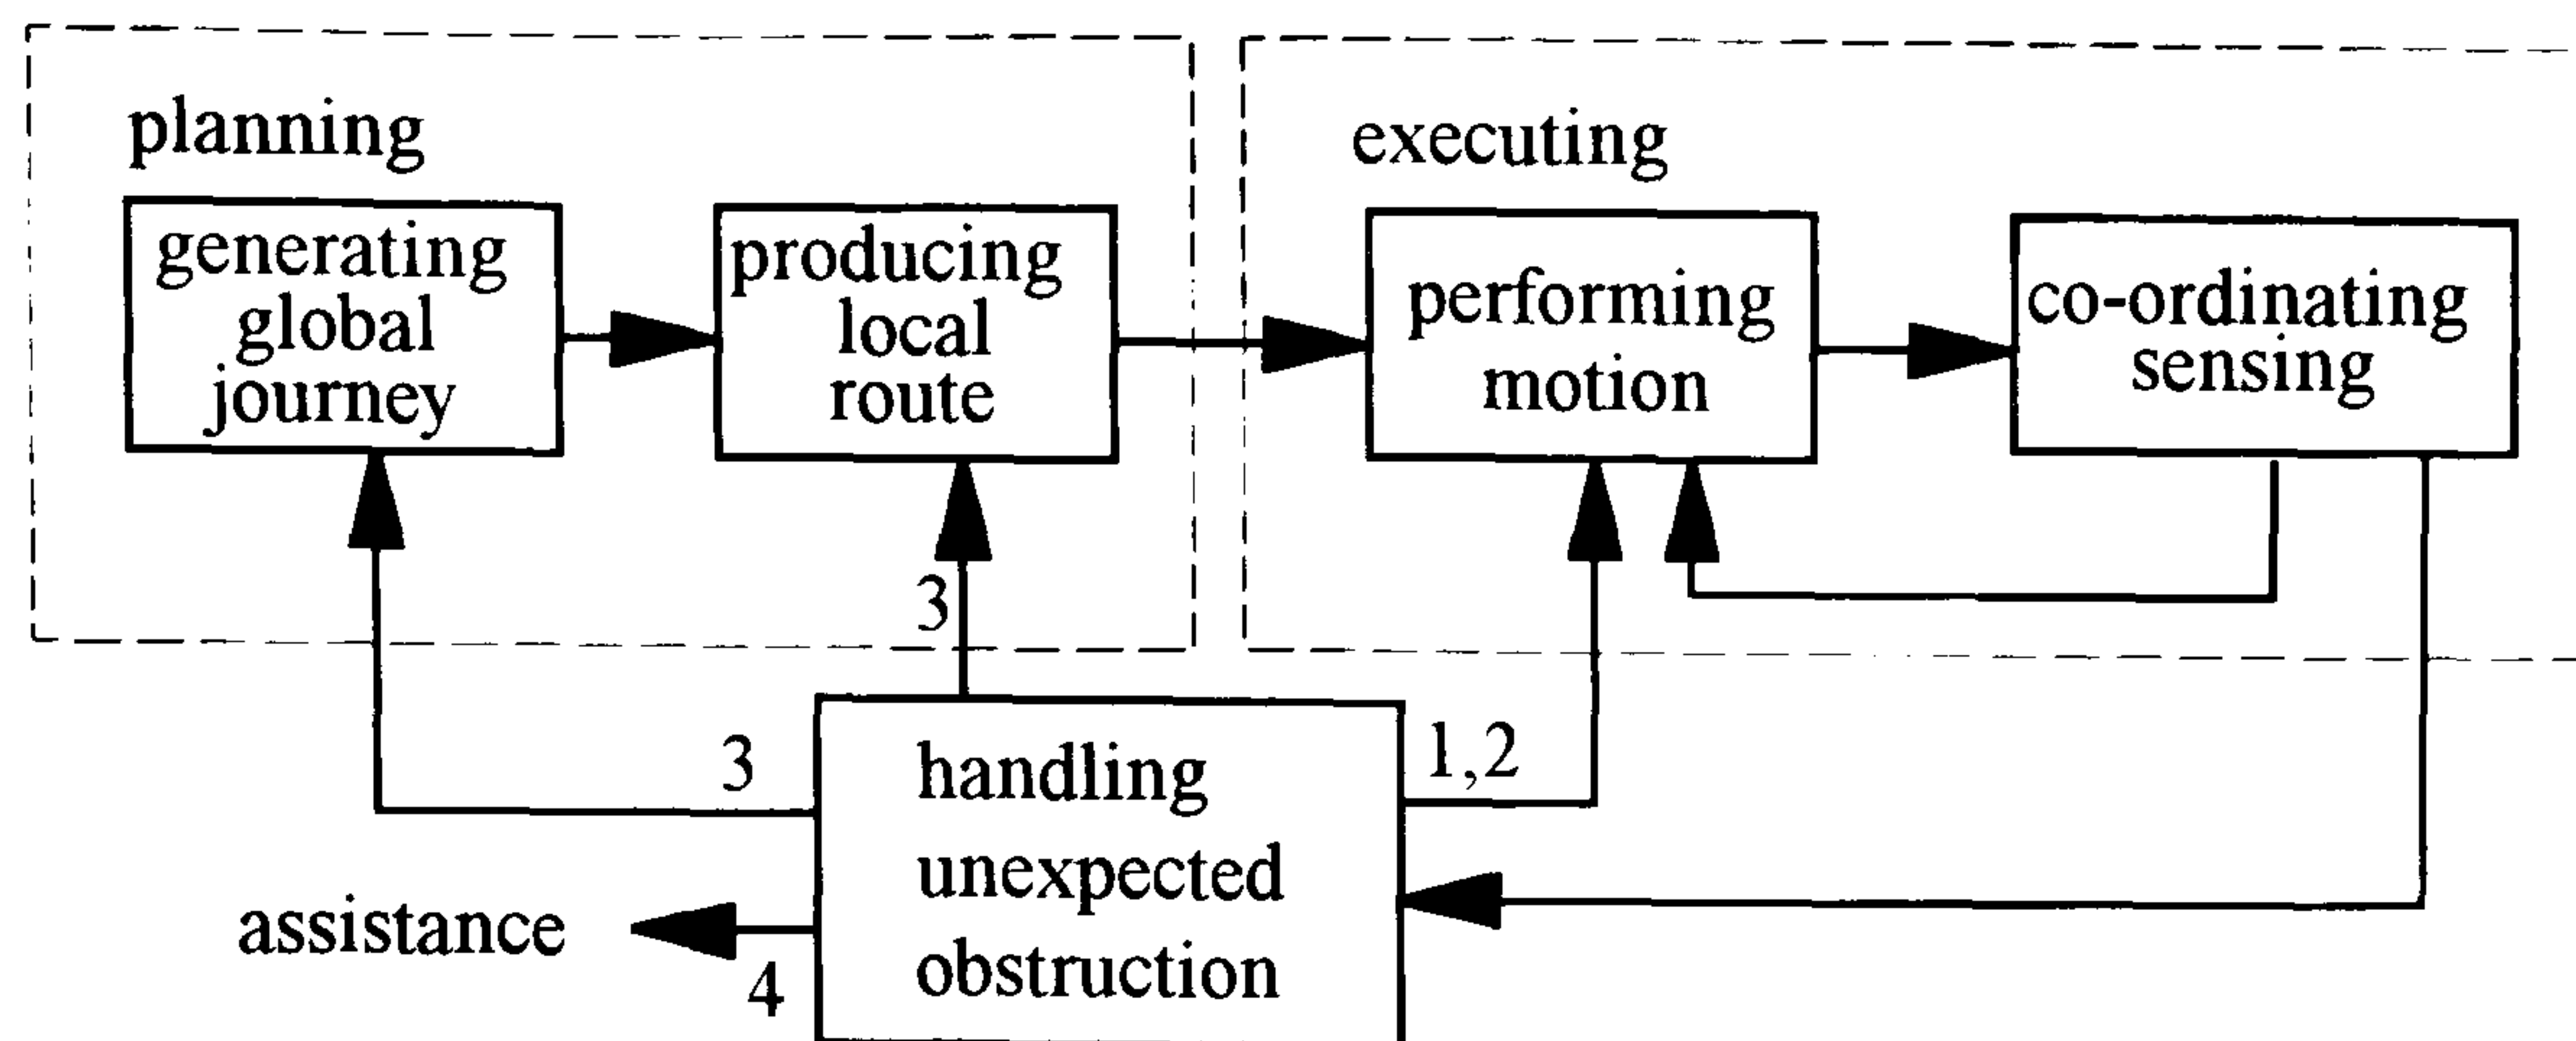 planning
generating
global
journey
producing
local
route
executing
performing
motion
co-ordinating
sensing
3
3
1,2
handling
unexpected
obstruction
assistance
4